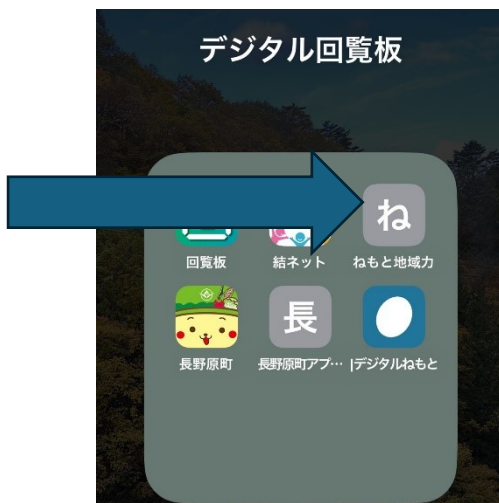 デジタル回覧板
ね
回覧板
結ネット
ねもと地域力
長
長野原町
長野原町アプ…
|デジタルねもと